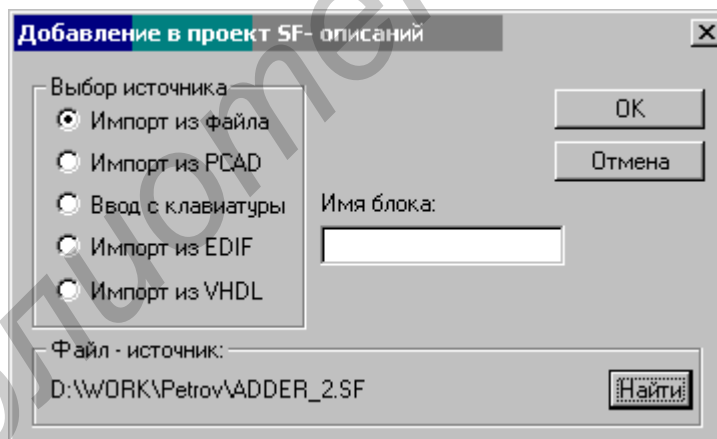 Добавление в проект SF- описаний
Выбор источника
Импорт из файла
Импорт из PCAD
Ввод с клавиатуры
Импорт из EDIF
Импорт из VHDL
OK
Отмена
Имя блока:
Файл - источник:
D:\WORK\Petrov\ADDER_2.SF
Найти